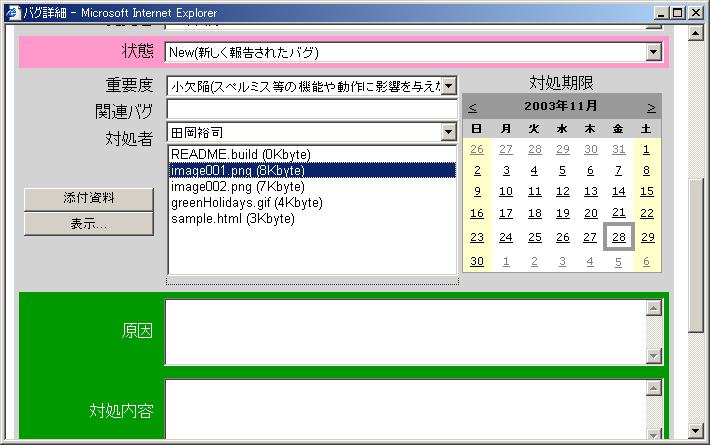 バグ詳細 - Microsoft Internet Explorer
状態
New(新しく報告されたバグ)
重要度
小欠陥(スペルミス等の機能や動作に影響を与えな
関連バグ
対処者
田岡裕司
README.build (0Kbyte)
image001.png (8Kbyte)
image002.png (7Kbyte)
greenHolidays.gif (4Kbyte)
sample.html (3Kbyte)
添付資料
表示...
対処期限
< 2003年11月 >
日 月 火 水 木 金 土
26 27 28 29 30 31 1
2 3 4 5 6 7 8
9 10 11 12 13 14 15
16 17 18 19 20 21 22
23 24 25 26 27 28 29
30 1 2 3 4 5 6
原因
対処内容